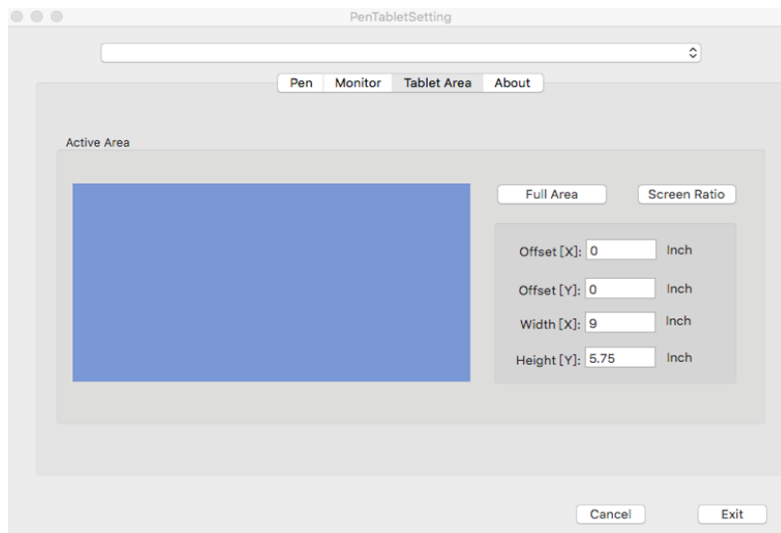 PenTabletSetting
Pen Monitor Tablet Area About
Active Area
Full Area Screen Ratio
Offset [X]: 0 Inch
Offset [Y]: 0 Inch
Width [X]: 9 Inch
Height [Y]: 5.75 Inch
Cancel Exit